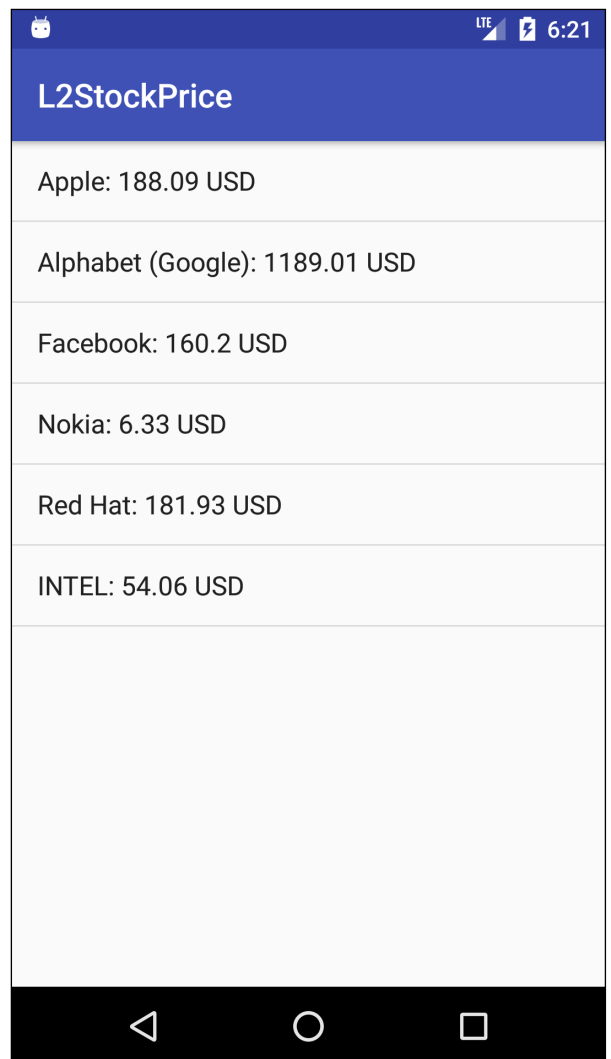 LTE 6:21
L2StockPrice
Apple: 188.09 USD
Alphabet (Google): 1189.01 USD
Facebook: 160.2 USD
Nokia: 6.33 USD
Red Hat: 181.93 USD
INTEL: 54.06 USD